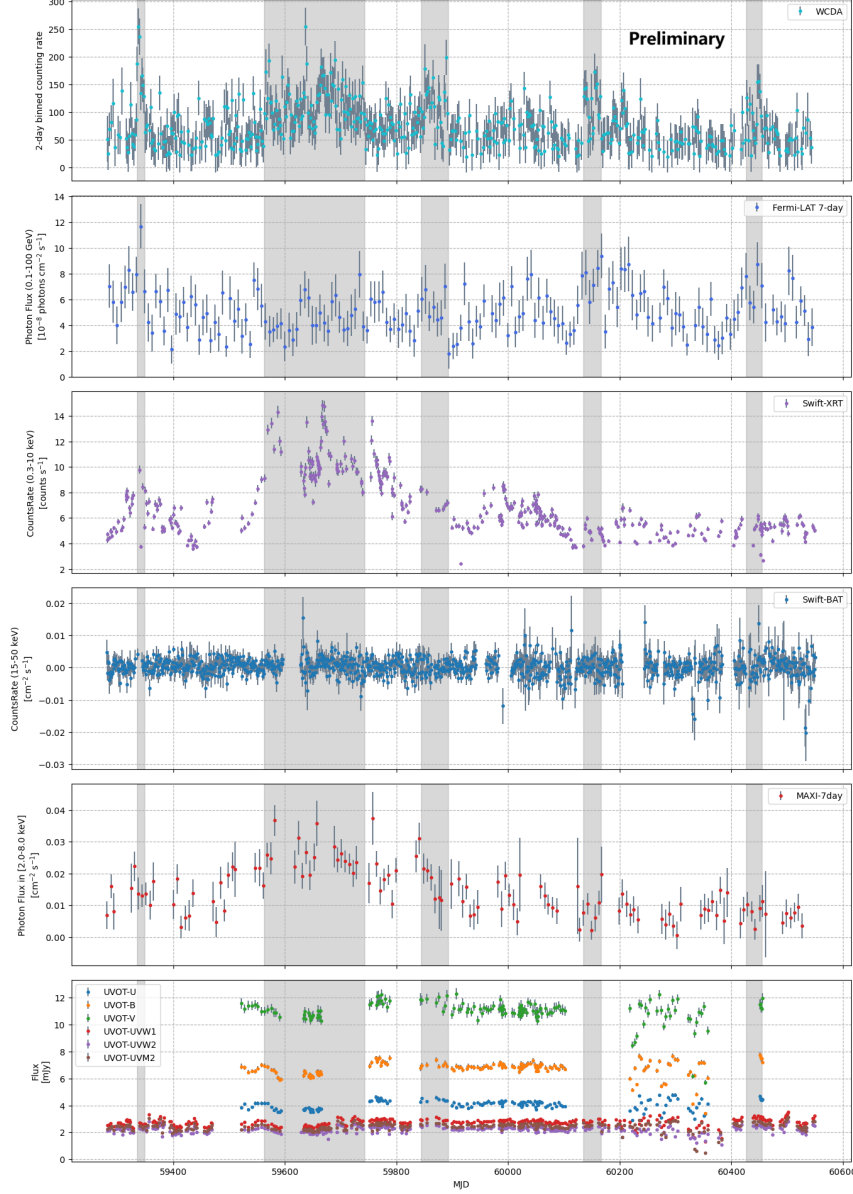 300
250
200
150
100
50
0
2-day binned counting rate
WCDA
Preliminary
14
12
10
8
6
4
2
0
Photon Flux (0.1-100 GeV)
[10⁻⁸ photons cm⁻² s⁻¹]
Fermi-LAT 7-day
14
12
10
8
6
4
2
CountsRate (0.3-10 keV)
[counts s⁻¹]
Swift-XRT
0.02
0.01
0.00
−0.01
−0.02
−0.03
CountsRate (15-50 keV)
[cm⁻² s⁻¹]
Swift-BAT
0.04
0.03
0.02
0.01
0.00
Photon Flux in [2.0-8.0 keV]
[cm⁻² s⁻¹]
MAXI-7day
12
10
8
6
4
2
0
Flux
[mJy]
UVOT-U
UVOT-B
UVOT-V
UVOT-UVW1
UVOT-UVW2
UVOT-UVM2
59400
59600
59800
60000
60200
60400
60600
MJD